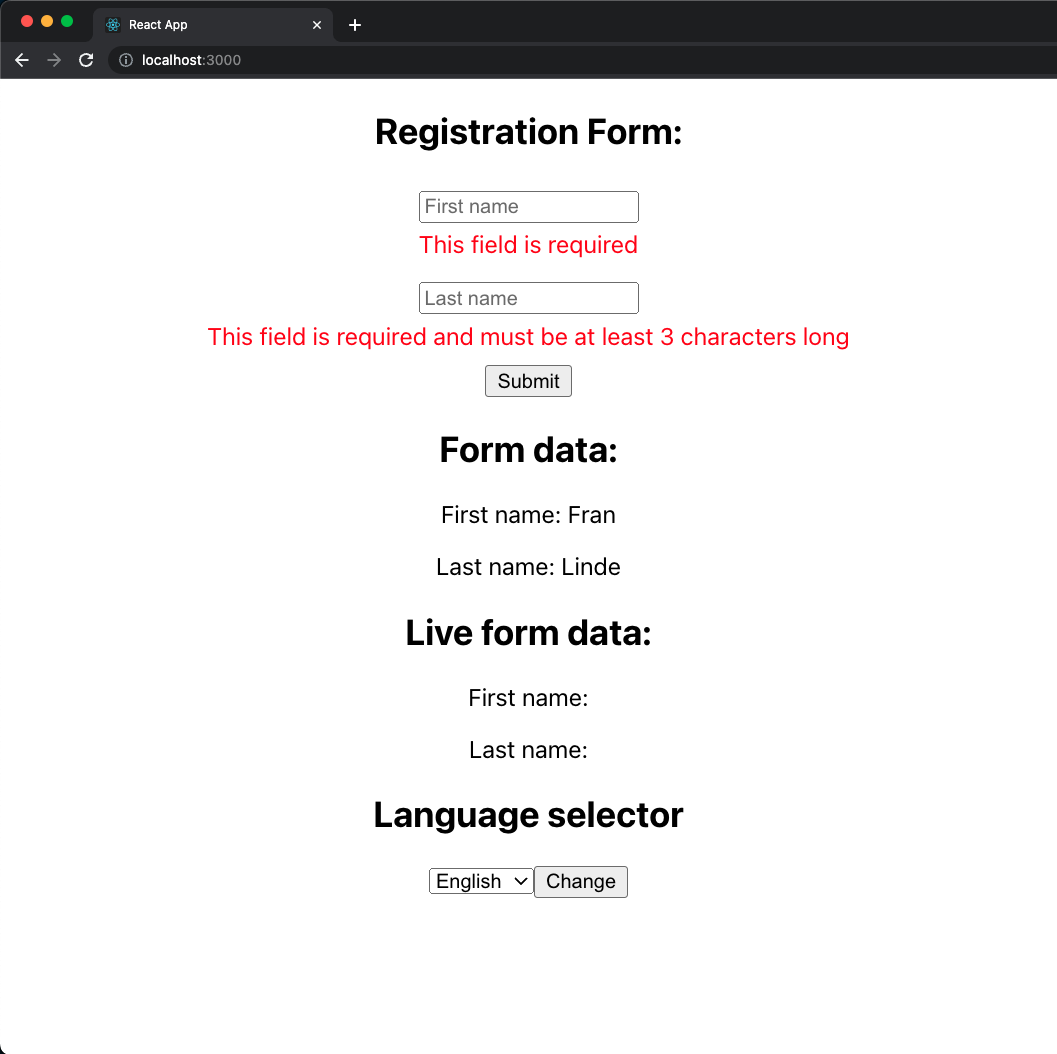 React App
localhost:3000
Registration Form:
First name
This field is required
Last name
This field is required and must be at least 3 characters long
Submit
Form data:
First name: Fran
Last name: Linde
Live form data:
First name:
Last name:
Language selector
English Change